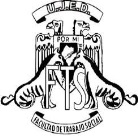 U.J.E.D.
POR MI
FTS
FACULTAD DE TRABAJO SOCIAL